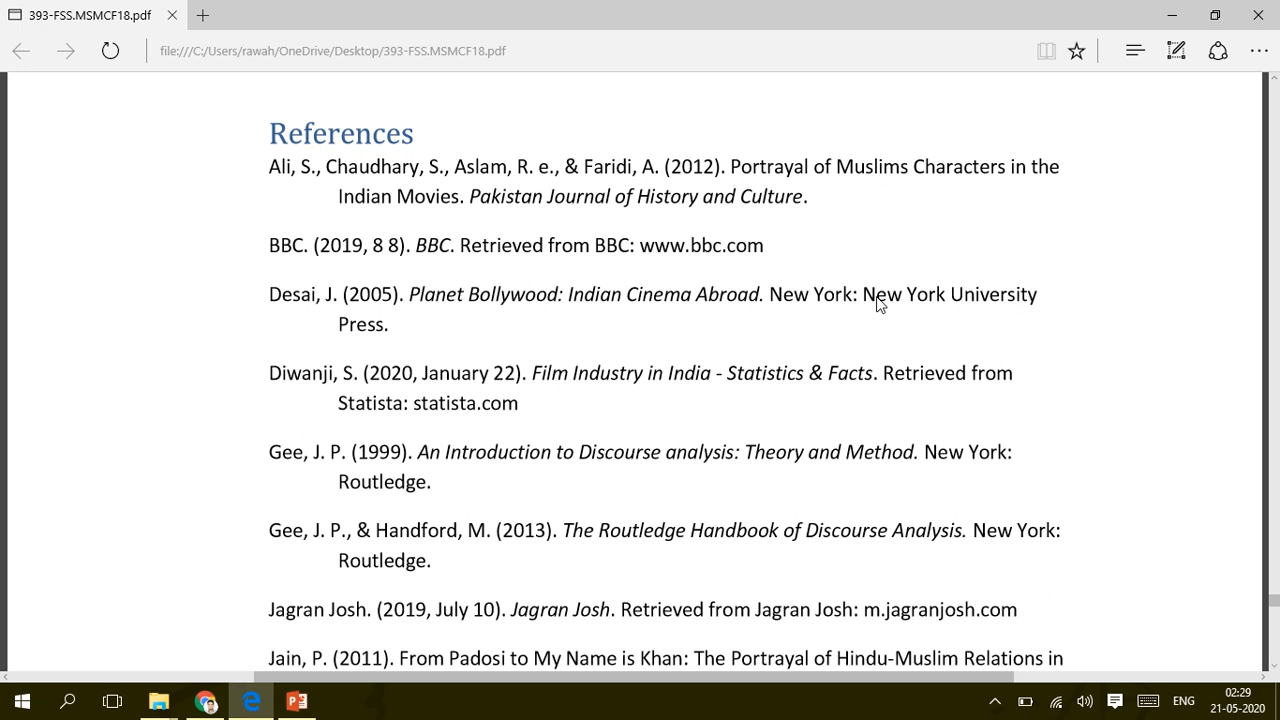 393-FSS.MSMCF18.pdf
file:///C:/Users/rawah/OneDrive/Desktop/393-FSS.MSMCF18.pdf
References
Ali, S., Chaudhary, S., Aslam, R. e., & Faridi, A. (2012). Portrayal of Muslims Characters in the
Indian Movies. Pakistan Journal of History and Culture.
BBC. (2019, 8 8). BBC. Retrieved from BBC: www.bbc.com
Desai, J. (2005). Planet Bollywood: Indian Cinema Abroad. New York: New York University
Press.
Diwanji, S. (2020, January 22). Film Industry in India - Statistics & Facts. Retrieved from
Statista: statista.com
Gee, J. P. (1999). An Introduction to Discourse analysis: Theory and Method. New York:
Routledge.
Gee, J. P., & Handford, M. (2013). The Routledge Handbook of Discourse Analysis. New York:
Routledge.
Jagran Josh. (2019, July 10). Jagran Josh. Retrieved from Jagran Josh: m.jagranjosh.com
Jain, P. (2011). From Padosi to My Name is Khan: The Portrayal of Hindu-Muslim Relations in
ENG
02:29
21-05-2020